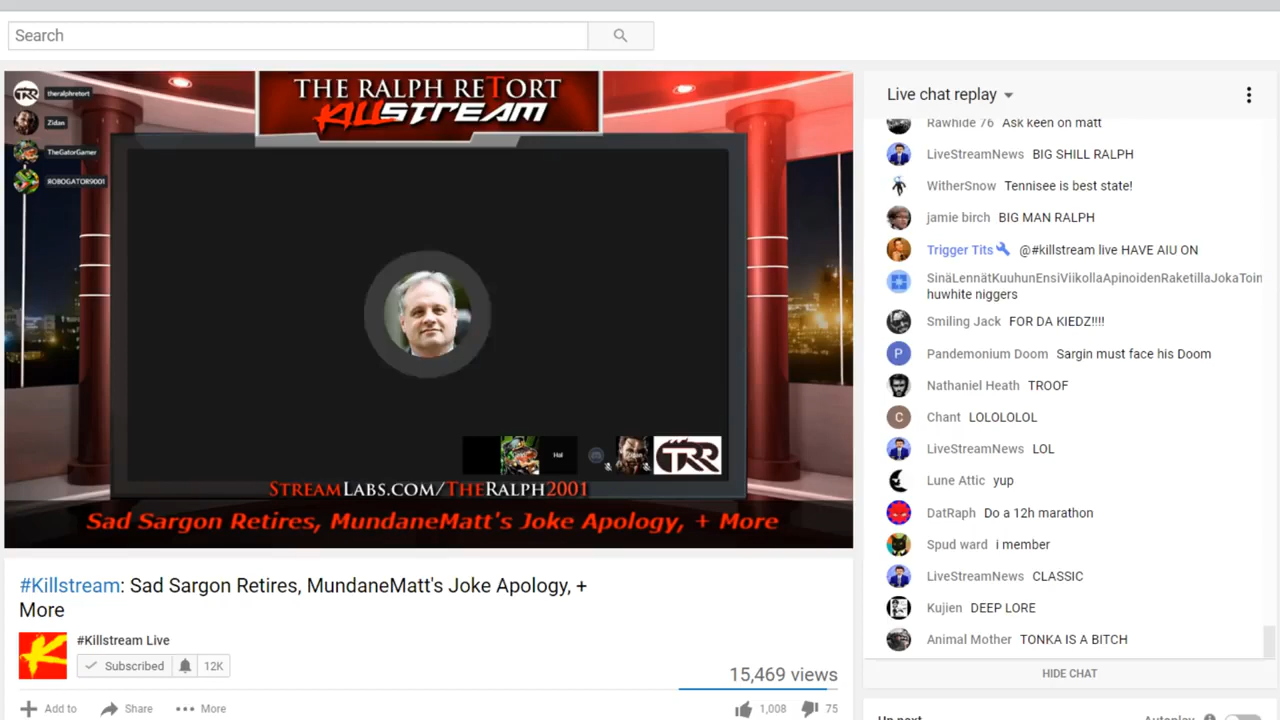 Search
THE RALPH RETORT
KILLSTREAM
theralphretort
Zidan
TheGatorGamer
ROBOGATOR9001
Hal
Zidan
TRR
STREAMLABS.COM/THERALPH2001
Sad Sargon Retires, MundaneMatt's Joke Apology, + More
#Killstream: Sad Sargon Retires, MundaneMatt's Joke Apology, +
More
#Killstream Live
Subscribed 12K
15,469 views
Add to Share More 1,008 75
Live chat replay
Rawhide 76 Ask keen on matt
LiveStreamNews BIG SHILL RALPH
WitherSnow Tennisee is best state!
jamie birch BIG MAN RALPH
Trigger Tits @#killstream live HAVE AIU ON
SinäLennätKuuhunEnsiViikollaApinoidenRaketillaJokaToin
huwhite niggers
Smiling Jack FOR DA KIEDZ!!!!
P Pandemonium Doom Sargin must face his Doom
Nathaniel Heath TROOF
C Chant LOLOLOLOL
LiveStreamNews LOL
Lune Attic yup
DatRaph Do a 12h marathon
Spud ward i member
LiveStreamNews CLASSIC
Kujien DEEP LORE
Animal Mother TONKA IS A BITCH
HIDE CHAT
Up next Autoplay